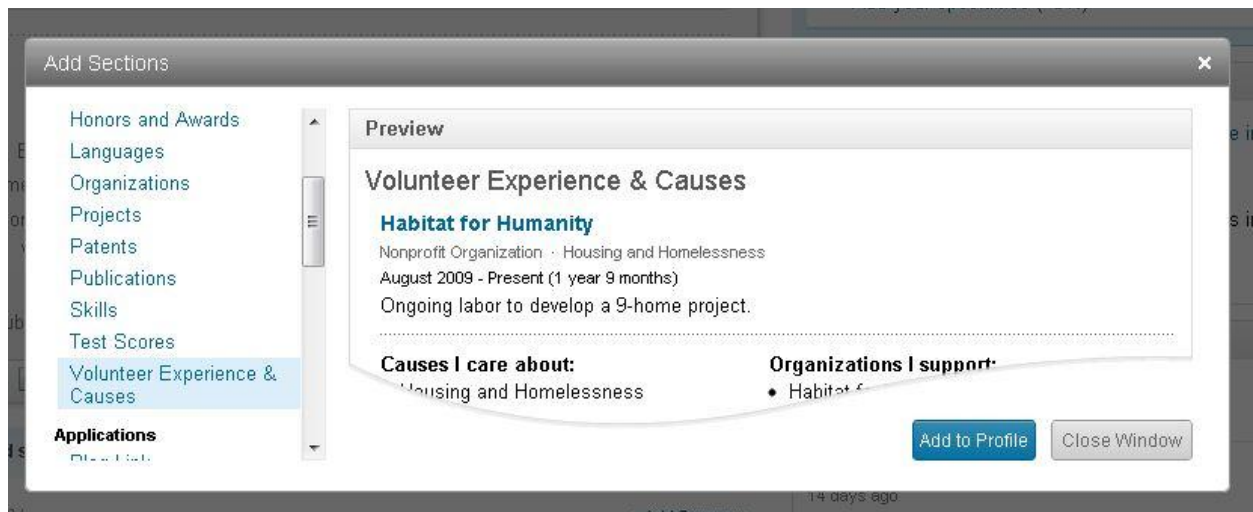 Add Sections
×
Honors and Awards
Languages
Organizations
Projects
Patents
Publications
Skills
Test Scores
Volunteer Experience &
Causes
Applications
Preview
Volunteer Experience & Causes
Habitat for Humanity
Nonprofit Organization · Housing and Homelessness
August 2009 - Present (1 year 9 months)
Ongoing labor to develop a 9-home project.
Causes I care about:
Housing and Homelessness
Organizations I support:
• Habitat for
Add to Profile
Close Window
14 days ago